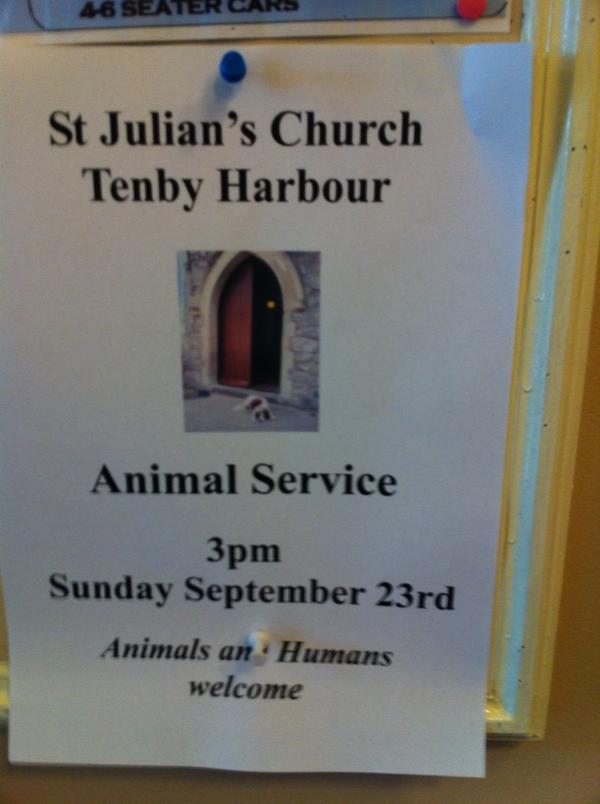 4-6 SEATER CARS
St Julian's Church
Tenby Harbour
Animal Service
3pm
Sunday September 23rd
Animals an Humans
welcome